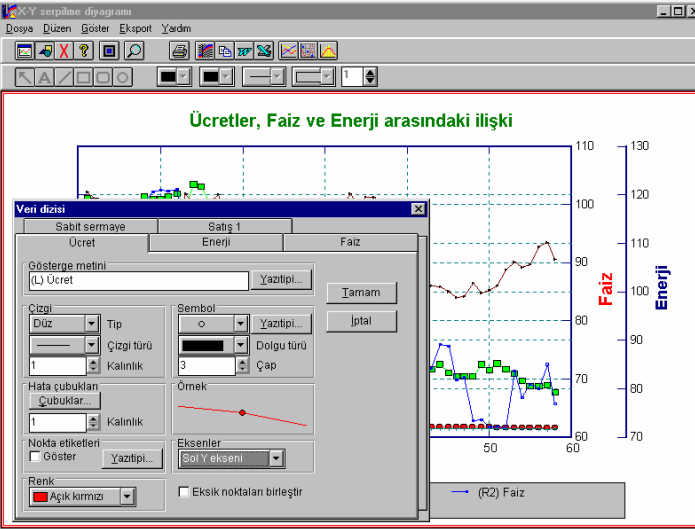 X-Y serpilme diyagramı
Dosya Düzen Göster Eksport Yardım
1
Ücretler, Faiz ve Enerji arasındaki ilişki
110 130
120
90 110
Faiz
Enerji
100
80 90
70 80
50 60 60 70
(R2) Faiz
Veri dizisi
Sabit sermaye Satış 1
Ücret Enerji Faiz
Gösterge metini
(L) Ücret Yazıtipi...
Tamam
İptal
Çizgi
Düz Tip
Çizgi türü
1 Kalınlık
Sembol
Yazıtipi...
Dolgu türü
3 Çap
Hata çubukları
Çubuklar...
1 Kalınlık
Örnek
Nokta etiketleri
Göster Yazıtipi...
Eksenler
Sol Y ekseni
Renk
Açık kırmızı
Eksik noktaları birleştir